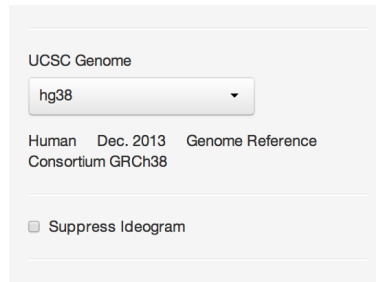 UCSC Genome
hg38
Human Dec. 2013 Genome Reference
Consortium GRCh38
Suppress Ideogram